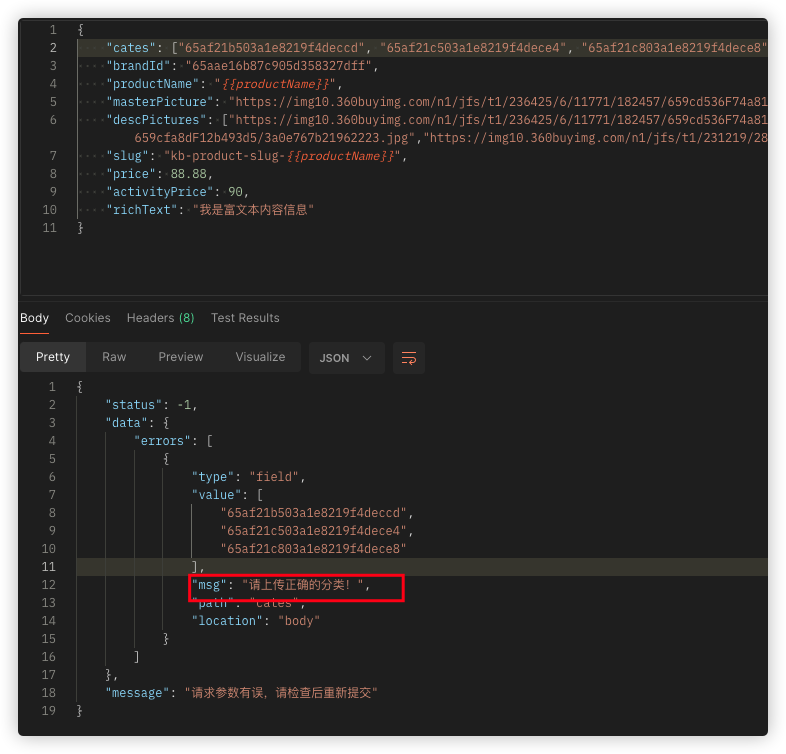 1 {
2 "cates": ["65af21b503a1e8219f4deccd", "65af21c503a1e8219f4dece4", "65af21c803a1e8219f4dece8"
3 "brandId": "65aae16b87c905d358327dff",
4 "productName": "{{productName}}",
5 "masterPicture": "https://img10.360buyimg.com/n1/jfs/t1/236425/6/11771/182457/659cd536F74a81
6 "descPictures": ["https://img10.360buyimg.com/n1/jfs/t1/236425/6/11771/182457/659cd536F74a81
659cfa8dF12b493d5/3a0e767b21962223.jpg","https://img10.360buyimg.com/n1/jfs/t1/231219/28
7 "slug": "kb-product-slug-{{productName}}",
8 "price": 88.88,
9 "activityPrice": 90,
10 "richText": "我是富文本内容信息"
11 }
Body Cookies Headers (8) Test Results
Pretty Raw Preview Visualize JSON
1 {
2 "status": -1,
3 "data": {
4 "errors": [
5 {
6 "type": "field",
7 "value": [
8 "65af21b503a1e8219f4deccd",
9 "65af21c503a1e8219f4dece4",
10 "65af21c803a1e8219f4dece8"
11 ],
12 "msg": "请上传正确的分类！",
13 "path": "cates",
14 "location": "body"
15 }
16 ]
17 },
18 "message": "请求参数有误，请检查后重新提交"
19 }